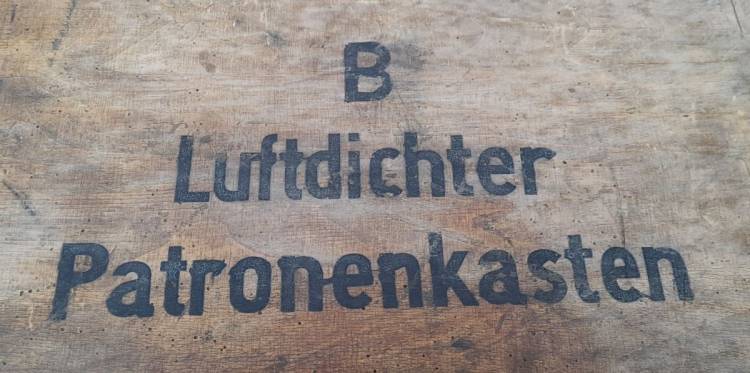 B
Luftdichter
Patronenkasten